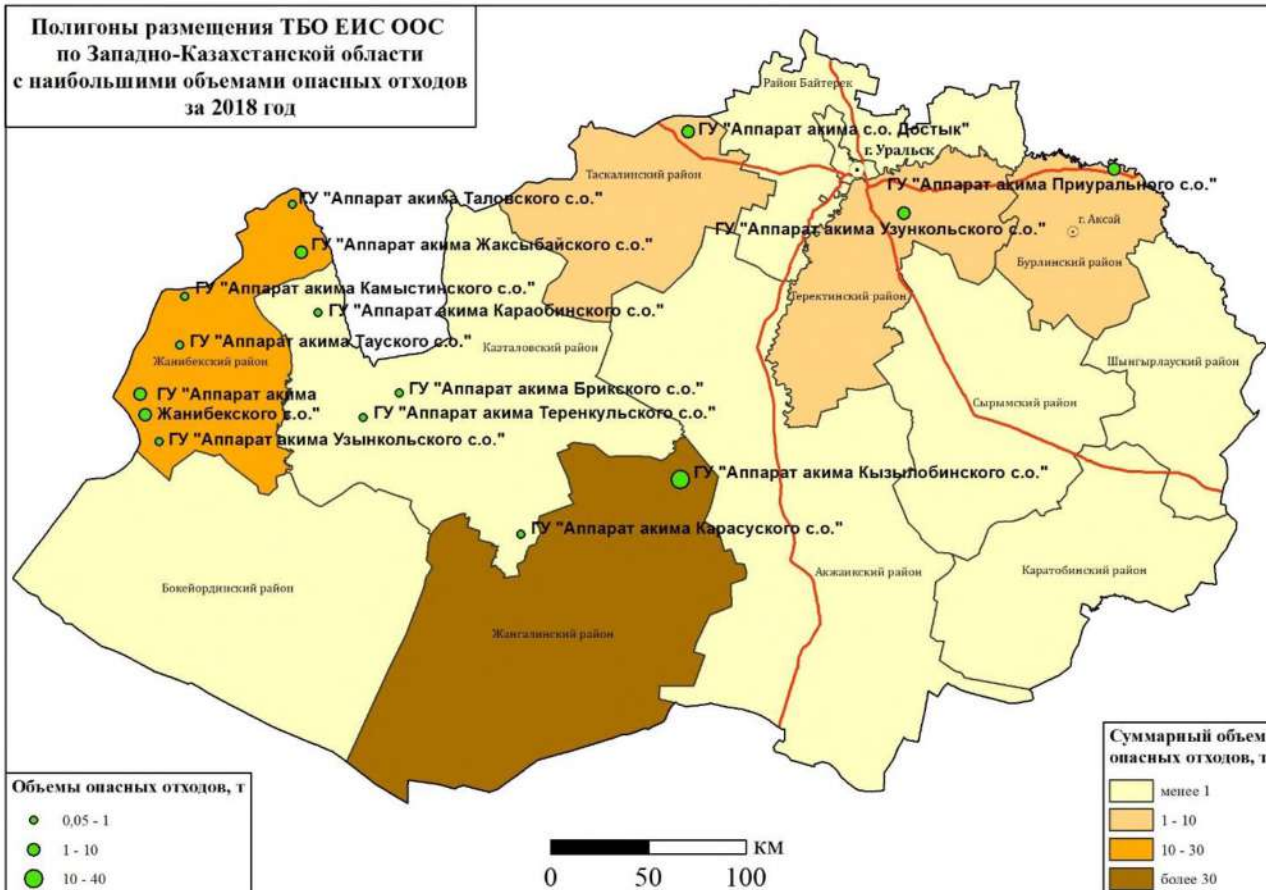 Полигоны размещения ТБО ЕИС ООС
по Западно-Казахстанской области
с наибольшими объемами опасных отходов
за 2018 год
Район Байтерек
ГУ "Аппарат акима с.о. Достык"
г. Уральск
Таскалинский район
ГУ "Аппарат акима Приурального с.о."
ГУ "Аппарат акима Таловского с.о."
г. Аксай
ГУ "Аппарат акима Узункольского с.о."
ГУ "Аппарат акима Жаксыбайского с.о."
Бурлинский район
ГУ "Аппарат акима Камыстинского с.о."
Теректинский район
ГУ "Аппарат акима Караобинского с.о."
ГУ "Аппарат акима Тауского с.о."
Казталовский район
Жанибекский район
Шынгырлауский район
ГУ "Аппарат акима Брикского с.о."
ГУ "Аппарат акима
Жанибекского с.о."
ГУ "Аппарат акима Теренкульского с.о."
Сырымский район
ГУ "Аппарат акима Узынкольского с.о."
ГУ "Аппарат акима Кызылобинского с.о."
ГУ "Аппарат акима Карасуского с.о."
Бокейординский район
Акжаикский район
Каратобинский район
Жангалинский район
Объемы опасных отходов, т
0,05 - 1
1 - 10
10 - 40
км
0 50 100
Суммарный объем
опасных отходов, т
менее 1
1 - 10
10 - 30
более 30